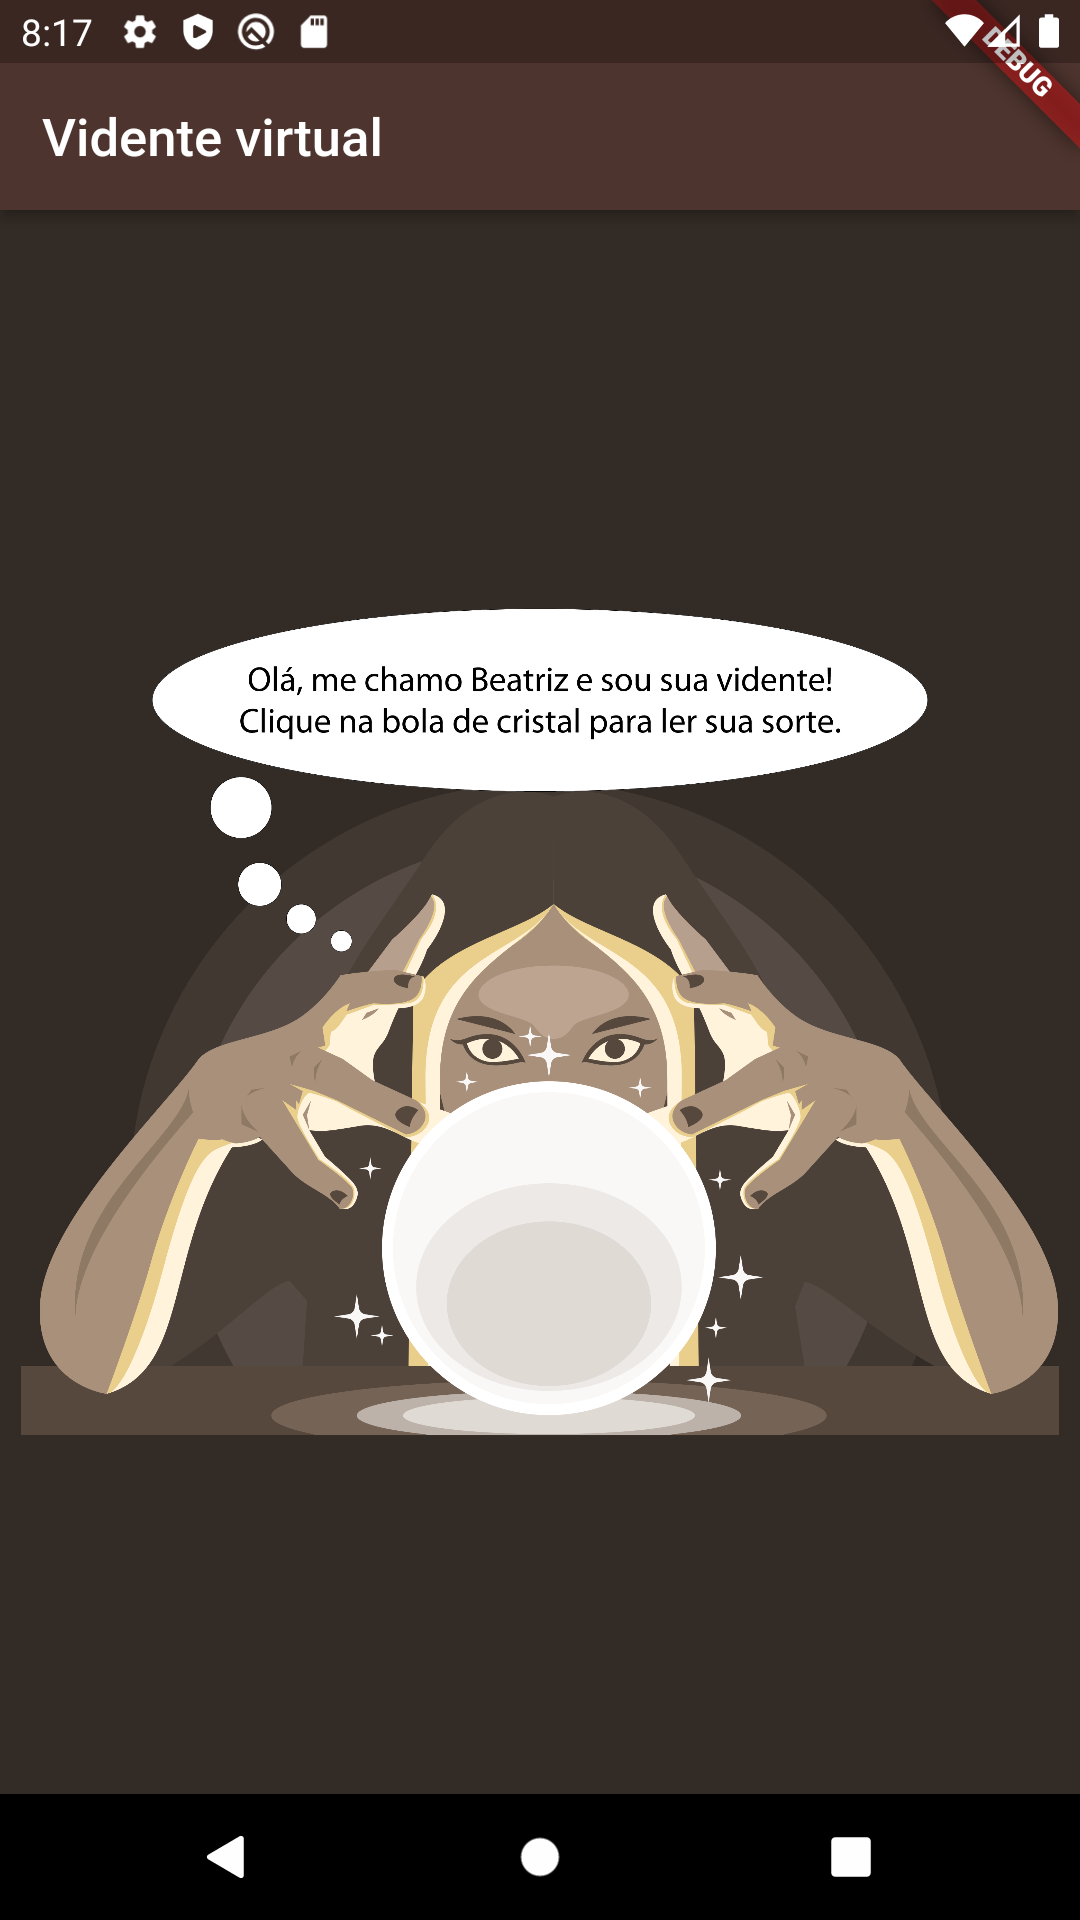 8:17
DEBUG
Vidente virtual
Olá, me chamo Beatriz e sou sua vidente!
Clique na bola de cristal para ler sua sorte.